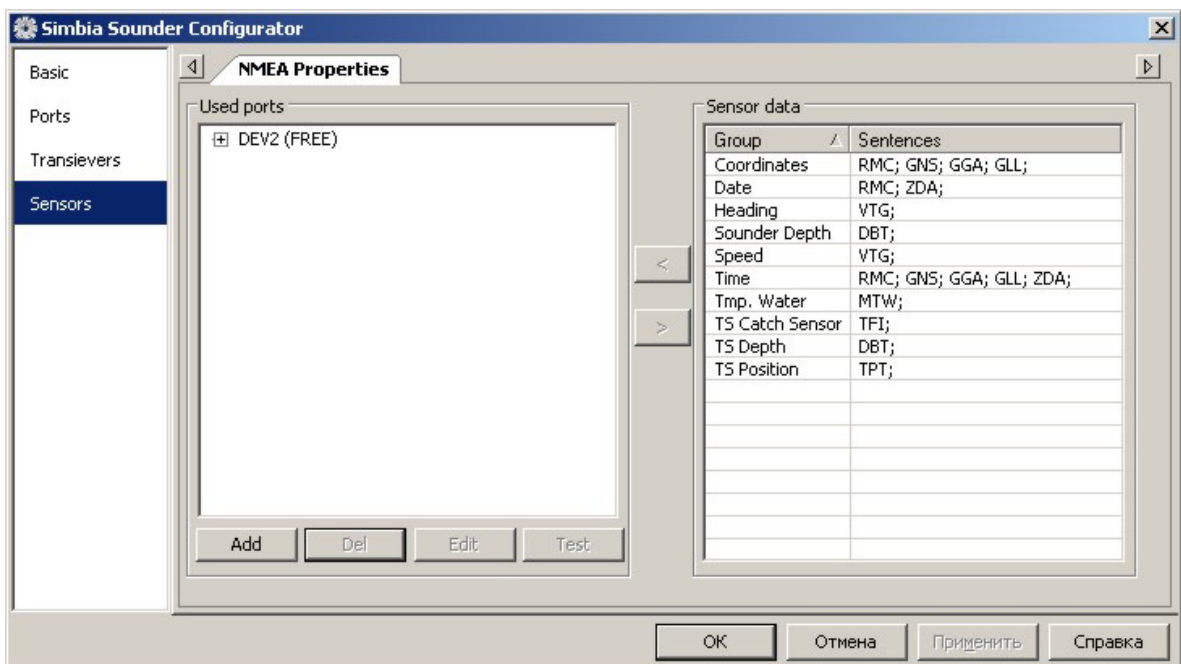 Simbia Sounder Configurator
Basic
Ports
Transievers
Sensors
NMEA Properties
Used ports
DEV2 (FREE)
Add Del Edit Test
< 
>
Sensor data
Group Sentences
Coordinates RMC; GNS; GGA; GLL;
Date RMC; ZDA;
Heading VTG;
Sounder Depth DBT;
Speed VTG;
Time RMC; GNS; GGA; GLL; ZDA;
Tmp. Water MTW;
TS Catch Sensor TFI;
TS Depth DBT;
TS Position TPT;
OK Отмена Применить Справка